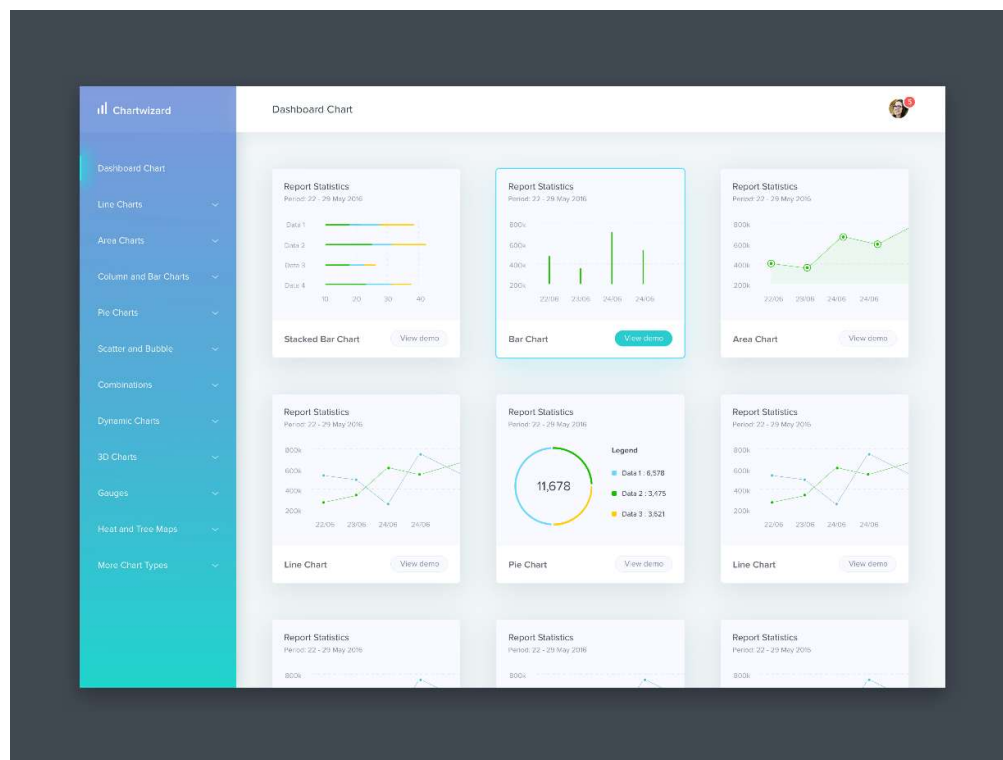 Chartwizard
Dashboard Chart
5
Dashboard Chart
Line Charts
Area Charts
Column and Bar Charts
Pie Charts
Scatter and Bubble
Combinations
Dynamic Charts
3D Charts
Gauges
Heat and Tree Maps
More Chart Types
Report Statistics
Period: 22 - 29 May 2016
Data 1
Data 2
Data 3
Data 4
10 20 30 40
Stacked Bar Chart
View demo
Report Statistics
Period: 22 - 29 May 2016
800k
600k
400k
200k
22/06 23/06 24/06 24/06
Bar Chart
View demo
Report Statistics
Period: 22 - 29 May 2016
800k
600k
400k
200k
22/06 23/06 24/06 24/06
Area Chart
View demo
Report Statistics
Period: 22 - 29 May 2016
800k
600k
400k
200k
22/06 23/06 24/06 24/06
Line Chart
View demo
Report Statistics
Period: 22 - 29 May 2016
11,678
Legend
Data 1 : 6,578
Data 2 : 3,475
Data 3 : 3,621
Pie Chart
View demo
Report Statistics
Period: 22 - 29 May 2016
800k
600k
400k
200k
22/06 23/06 24/06 24/06
Line Chart
View demo
Report Statistics
Period: 22 - 29 May 2016
800k
Report Statistics
Period: 22 - 29 May 2016
800k
Report Statistics
Period: 22 - 29 May 2016
800k